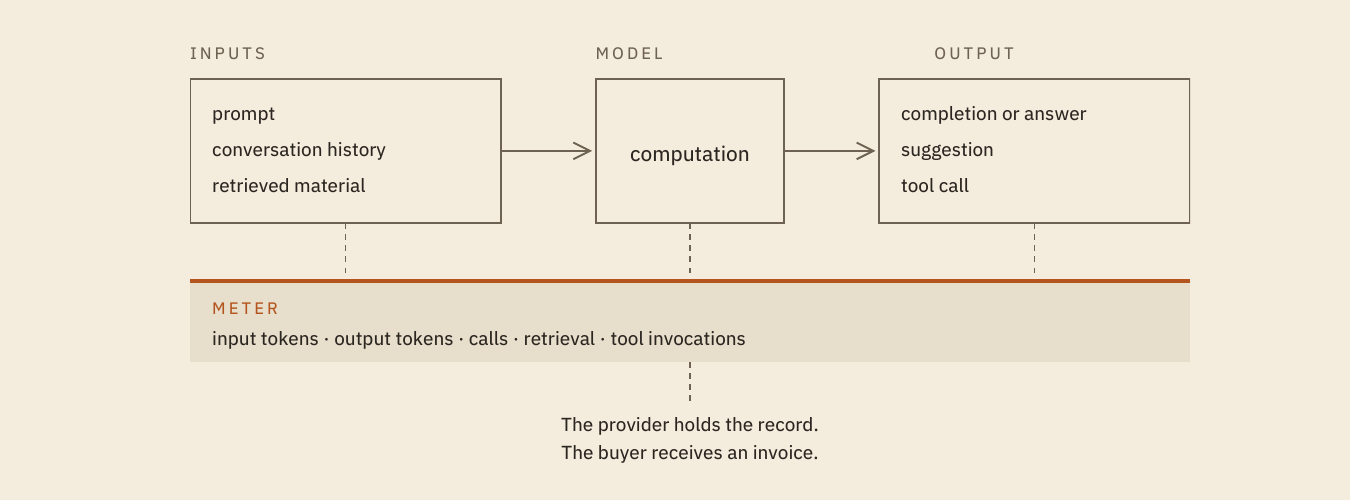 INPUTS
MODEL
OUTPUT
prompt
conversation history
retrieved material
computation
completion or answer
suggestion
tool call
METER
input tokens · output tokens · calls · retrieval · tool invocations
The provider holds the record.
The buyer receives an invoice.